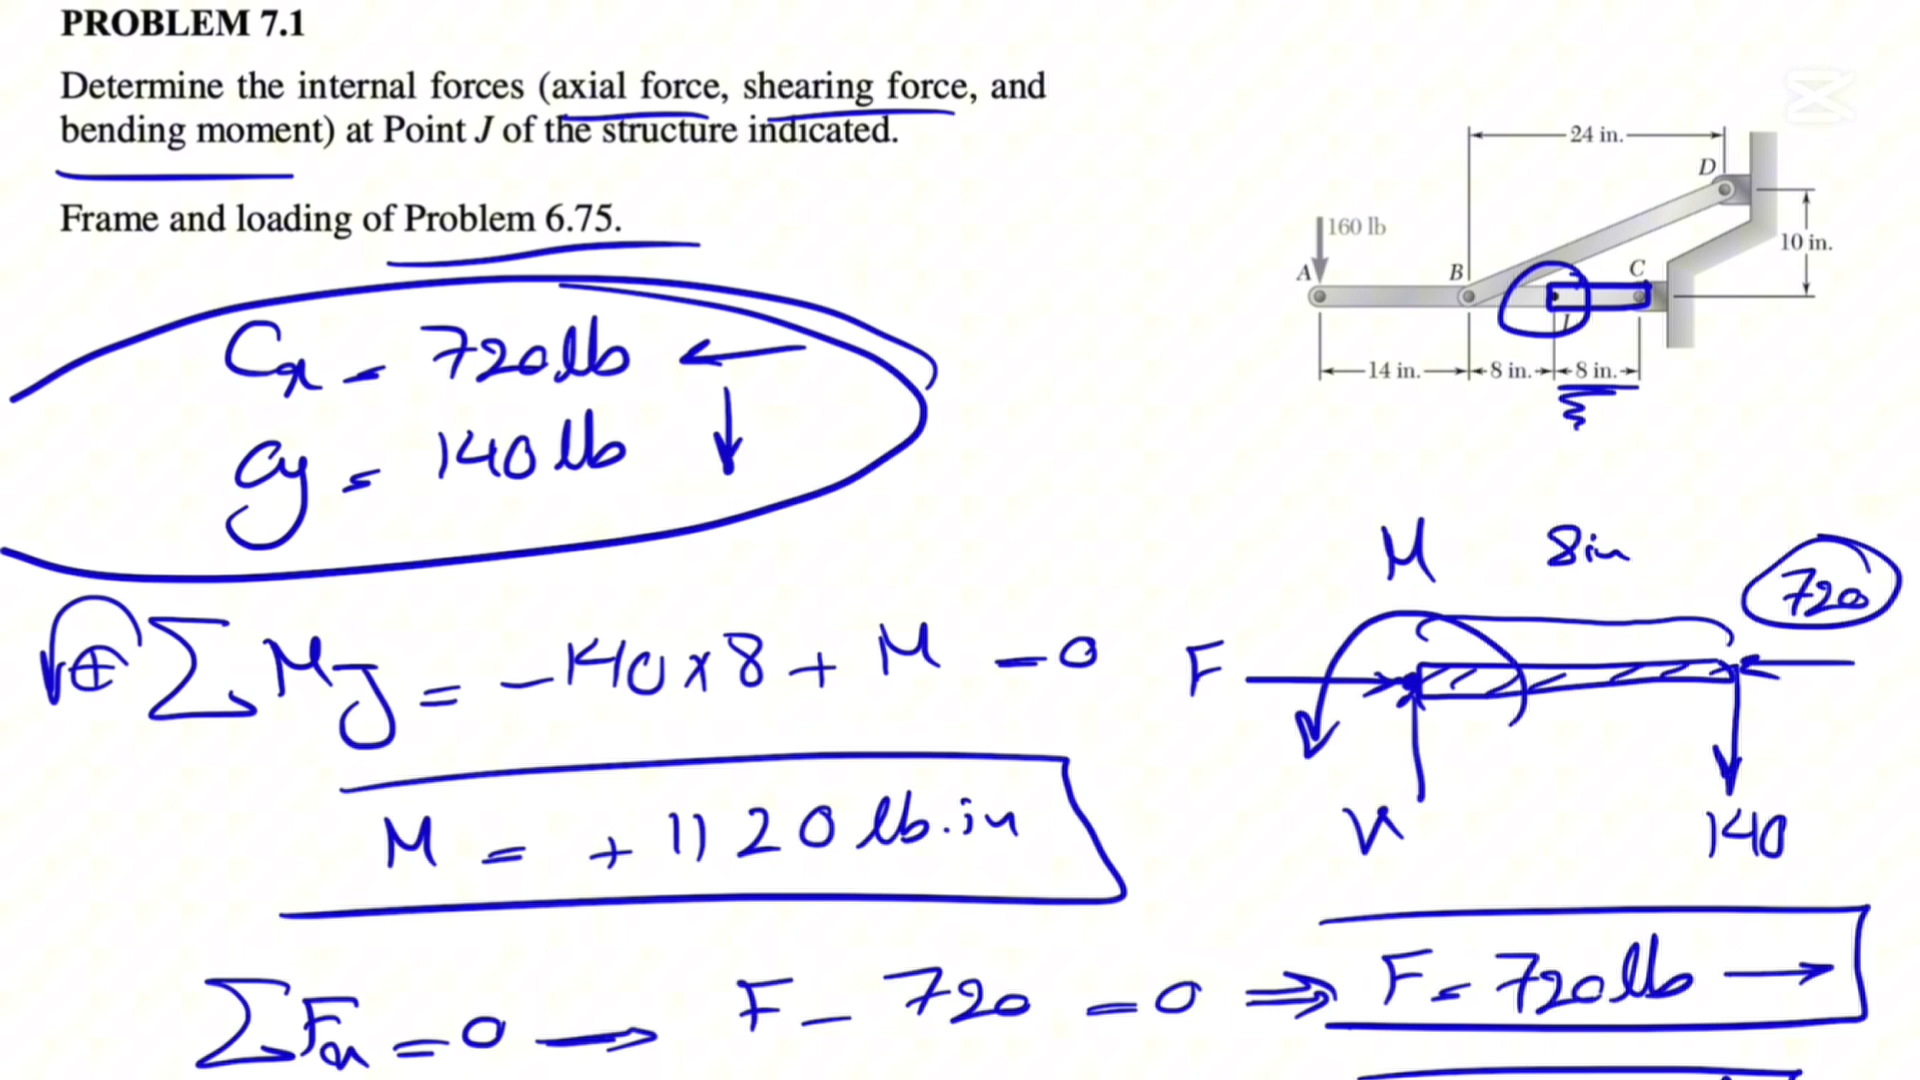 PROBLEM 7.1
Determine the internal forces (axial force, shearing force, and
bending moment) at Point J of the structure indicated.
Frame and loading of Problem 6.75.
24 in.
D
160 lb
10 in.
A
B
C
J
14 in.
8 in.
8 in.
Cx = 720 lb ←
Cy = 140 lb ↓
M
8in
720
F
V
140
⊕ ΣMJ = -140 x 8 + M = 0
M = + 1120 lb.in
ΣFx = 0 → F - 720 = 0 ⇒ F = 720 lb →